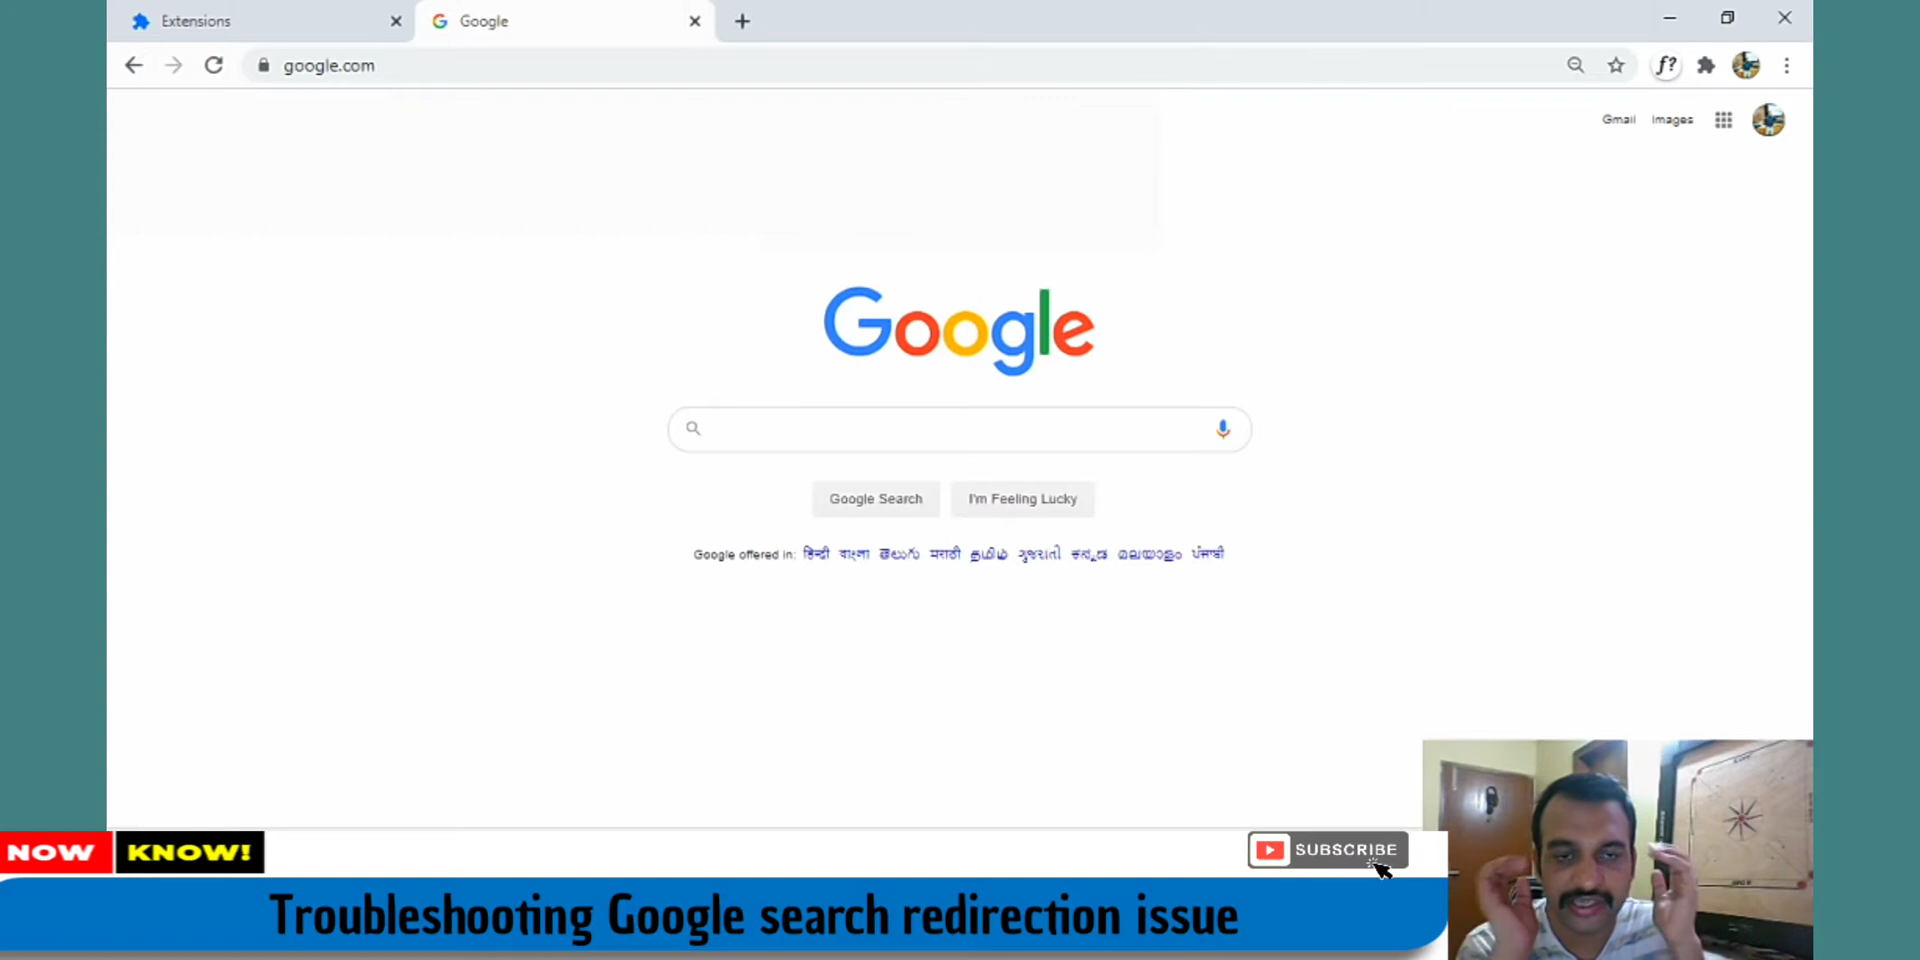 Extensions
Google
google.com
f?
Gmail Images
Google
Google Search
I'm Feeling Lucky
Google offered in: हिन्दी বাংলা తెలుగు मराठी தமிழ் ગુજરાતી ಕನ್ನಡ മലയാളം ਪੰਜਾਬੀ
NOW KNOW!
SUBSCRIBE
Troubleshooting Google search redirection issue